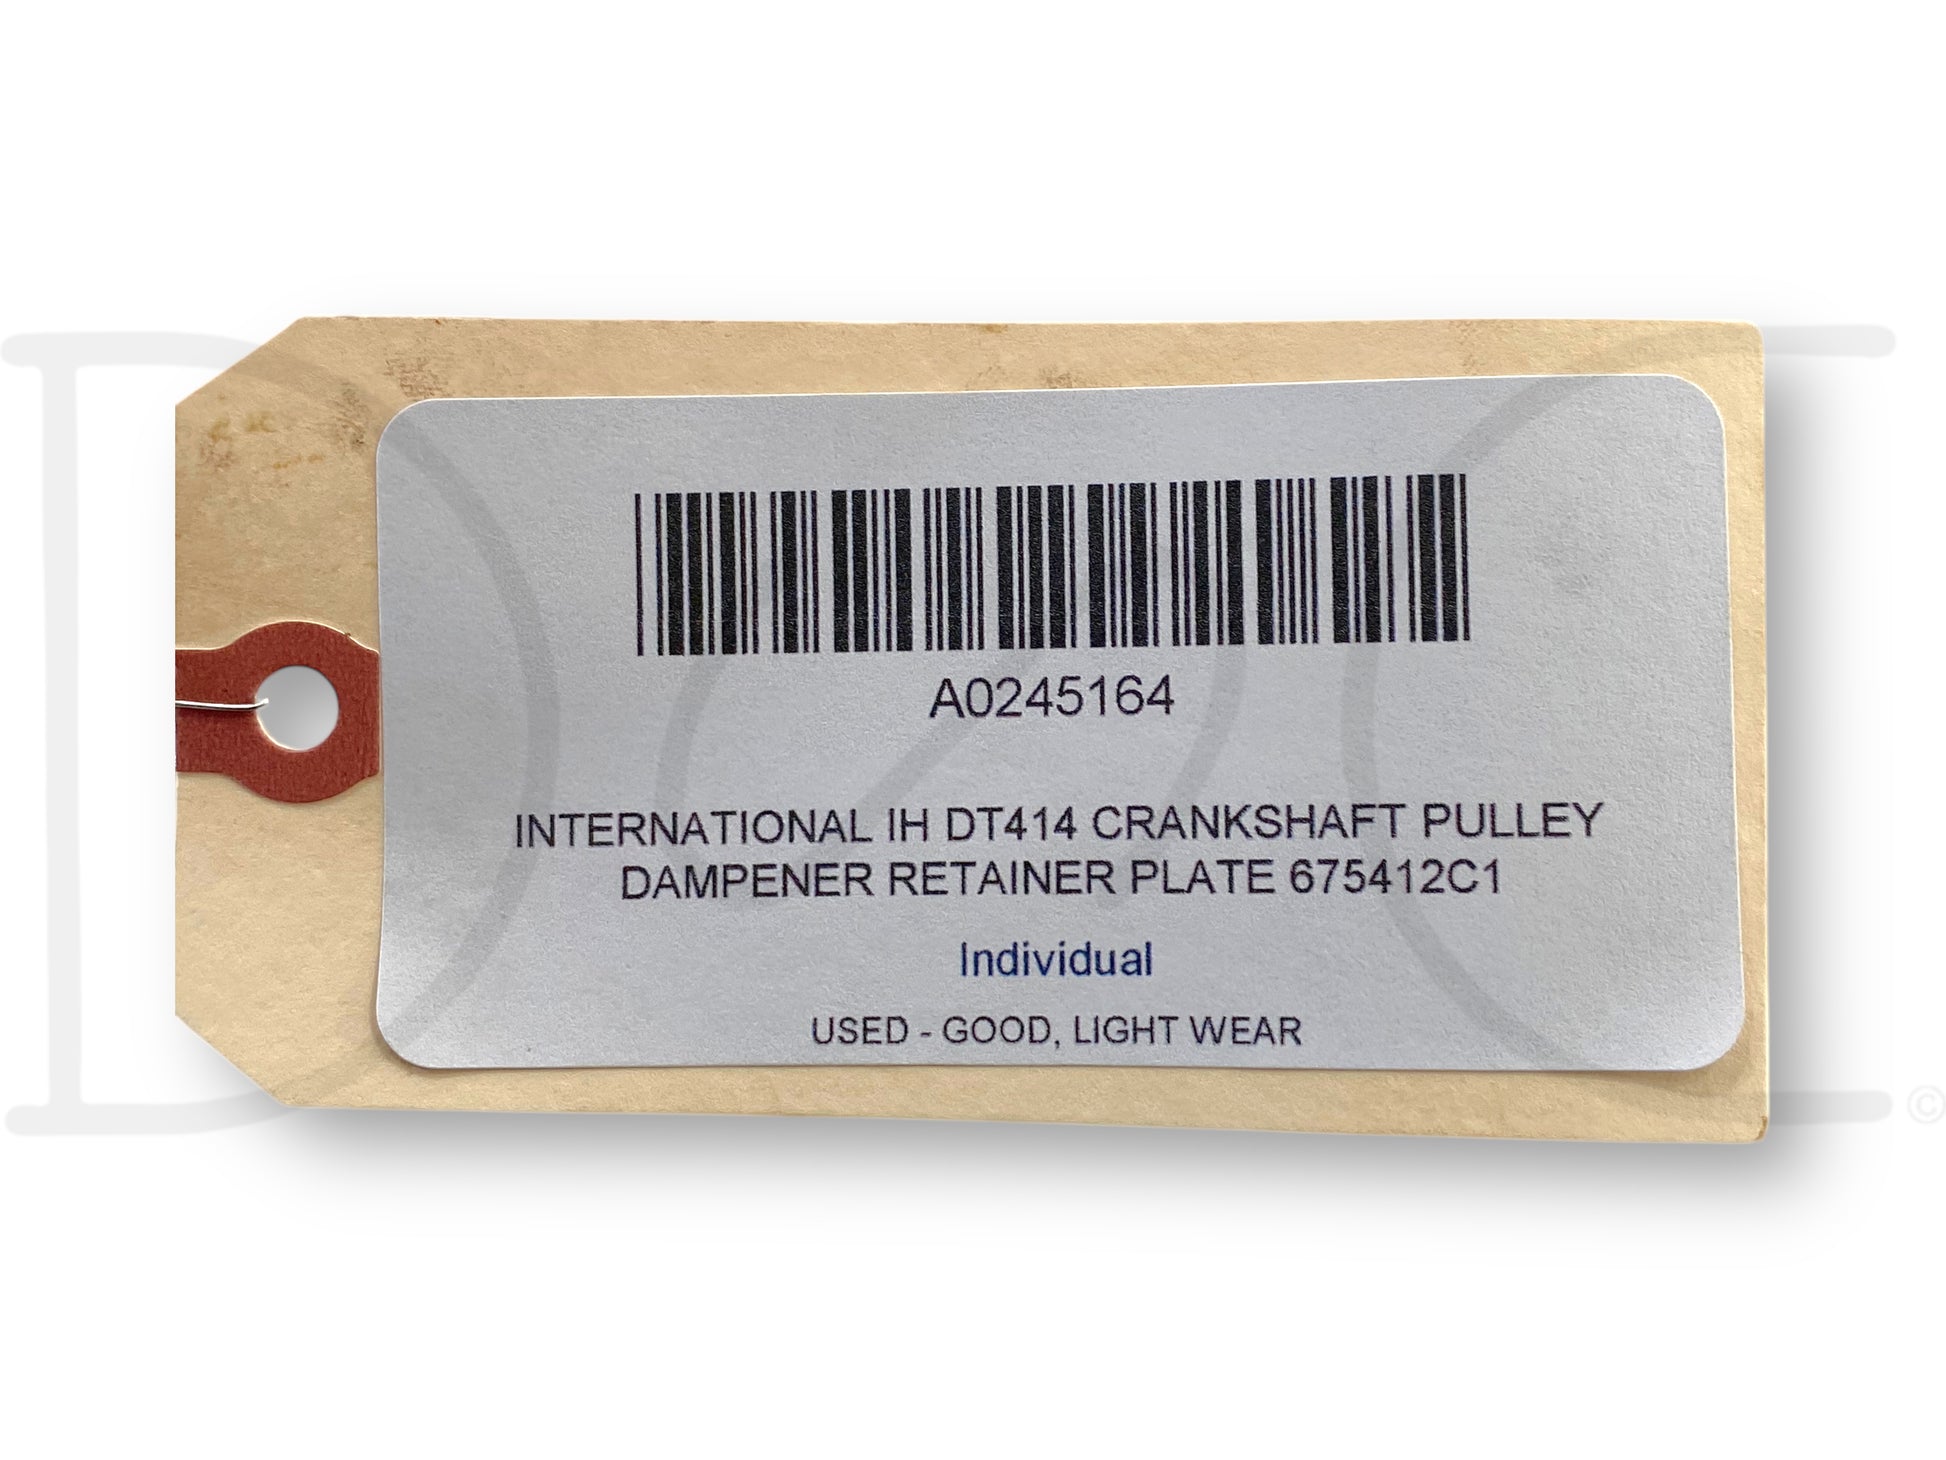 A0245164
INTERNATIONAL IH DT414 CRANKSHAFT PULLEY
DAMPENER RETAINER PLATE 675412C1
Individual
USED - GOOD, LIGHT WEAR
©